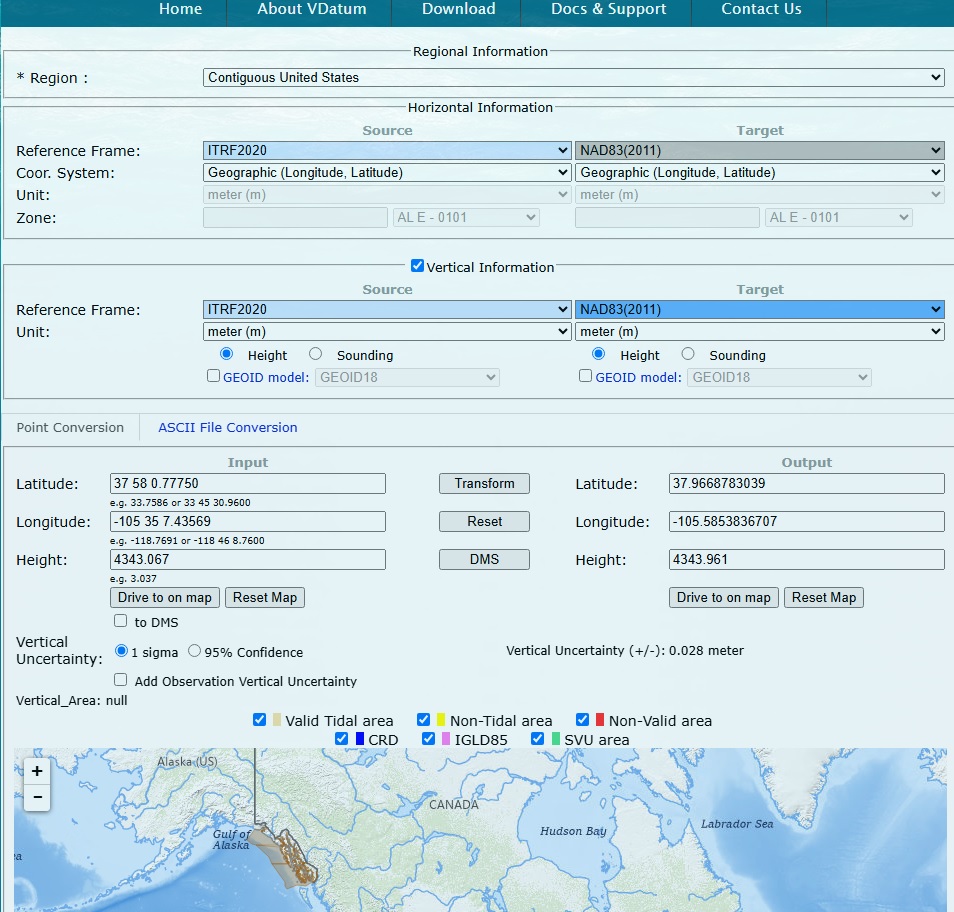 Home About VDatum Download Docs & Support Contact Us
Regional Information
* Region : Contiguous United States
Horizontal Information
Source Target
Reference Frame: ITRF2020 NAD83(2011)
Coor. System: Geographic (Longitude, Latitude) Geographic (Longitude, Latitude)
Unit: meter (m) meter (m)
Zone: AL E - 0101 AL E - 0101
Vertical Information
Source Target
Reference Frame: ITRF2020 NAD83(2011)
Unit: meter (m) meter (m)
Height Sounding Height Sounding
GEOID model: GEOID18 GEOID model: GEOID18
Point Conversion ASCII File Conversion
Input Output
Latitude: 37 58 0.77750 Transform Latitude: 37.9668783039
e.g. 33.7586 or 33 45 30.9600
Longitude: -105 35 7.43569 Reset Longitude: -105.5853836707
e.g. -118.7691 or -118 46 8.7600
Height: 4343.067 DMS Height: 4343.961
e.g. 3.037
Drive to on map Reset Map Drive to on map Reset Map
to DMS
Vertical
Uncertainty: 1 sigma 95% Confidence Vertical Uncertainty (+/-): 0.028 meter
Add Observation Vertical Uncertainty
Vertical_Area: null
Valid Tidal area Non-Tidal area Non-Valid area
CRD IGLD85 SVU area
+
−
Alaska (US)
CANADA
Gulf of
Alaska
Hudson Bay
Labrador Sea